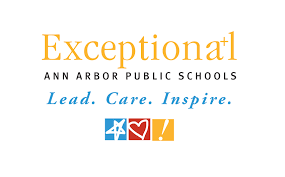 Exceptional
ANN ARBOR PUBLIC SCHOOLS
Lead. Care. Inspire.
!